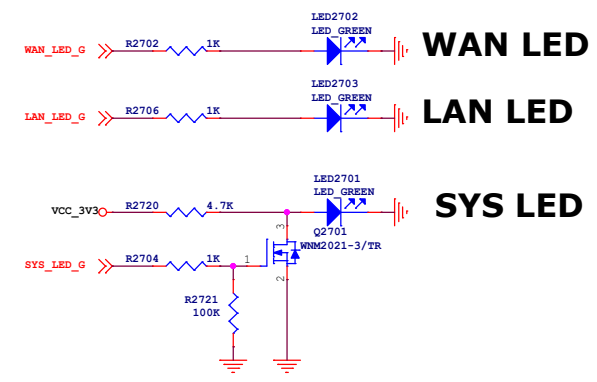 LED2702
WAN_LED_G R2702 1K LED_GREEN WAN LED
LED2703
LAN_LED_G R2706 1K LED_GREEN LAN LED
LED2701
LED_GREEN
VCC_3V3 R2720 4.7K SYS LED
3 Q2701
WNM2021-3/TR
SYS_LED_G R2704 1K 1
2
R2721
100K